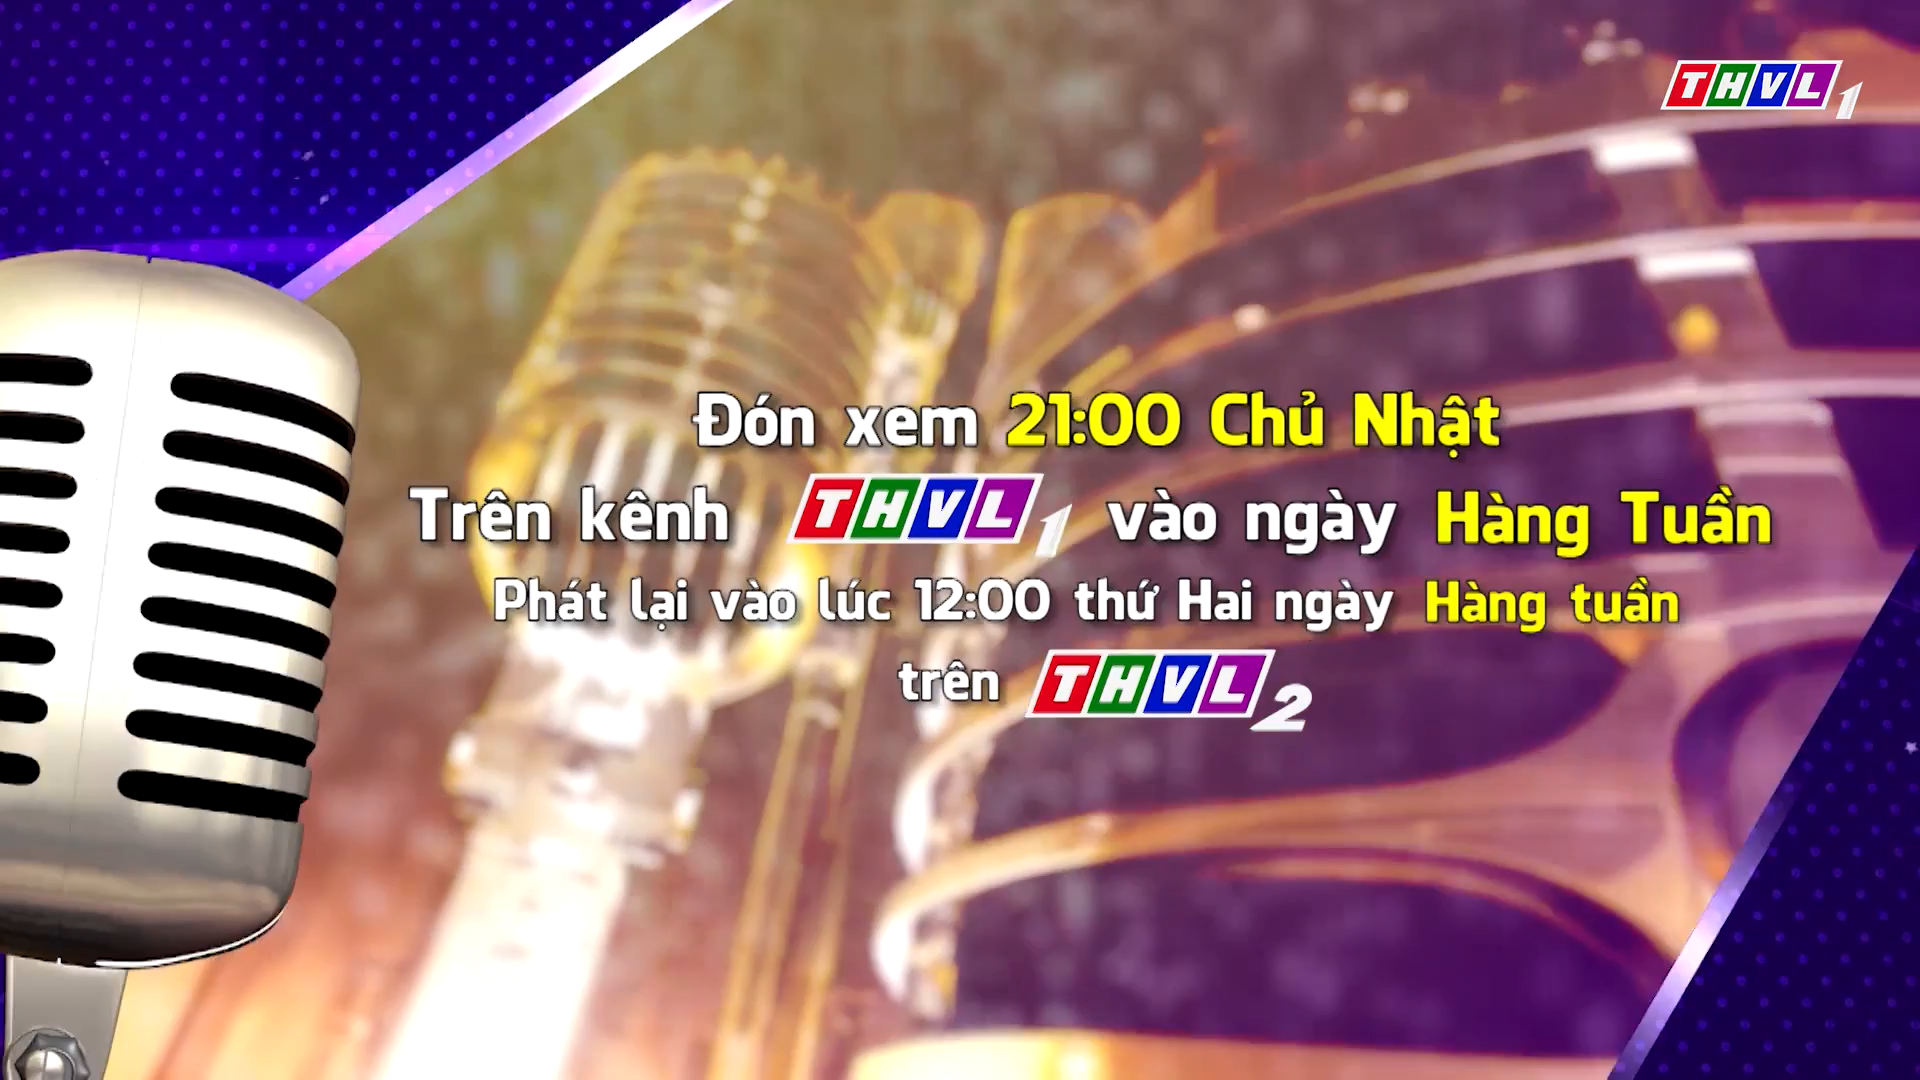 THVL1
Đón xem 21:00 Chủ Nhật
Trên kênh THVL1 vào ngày Hàng Tuần
Phát lại vào lúc 12:00 thứ Hai ngày Hàng tuần
trên THVL2